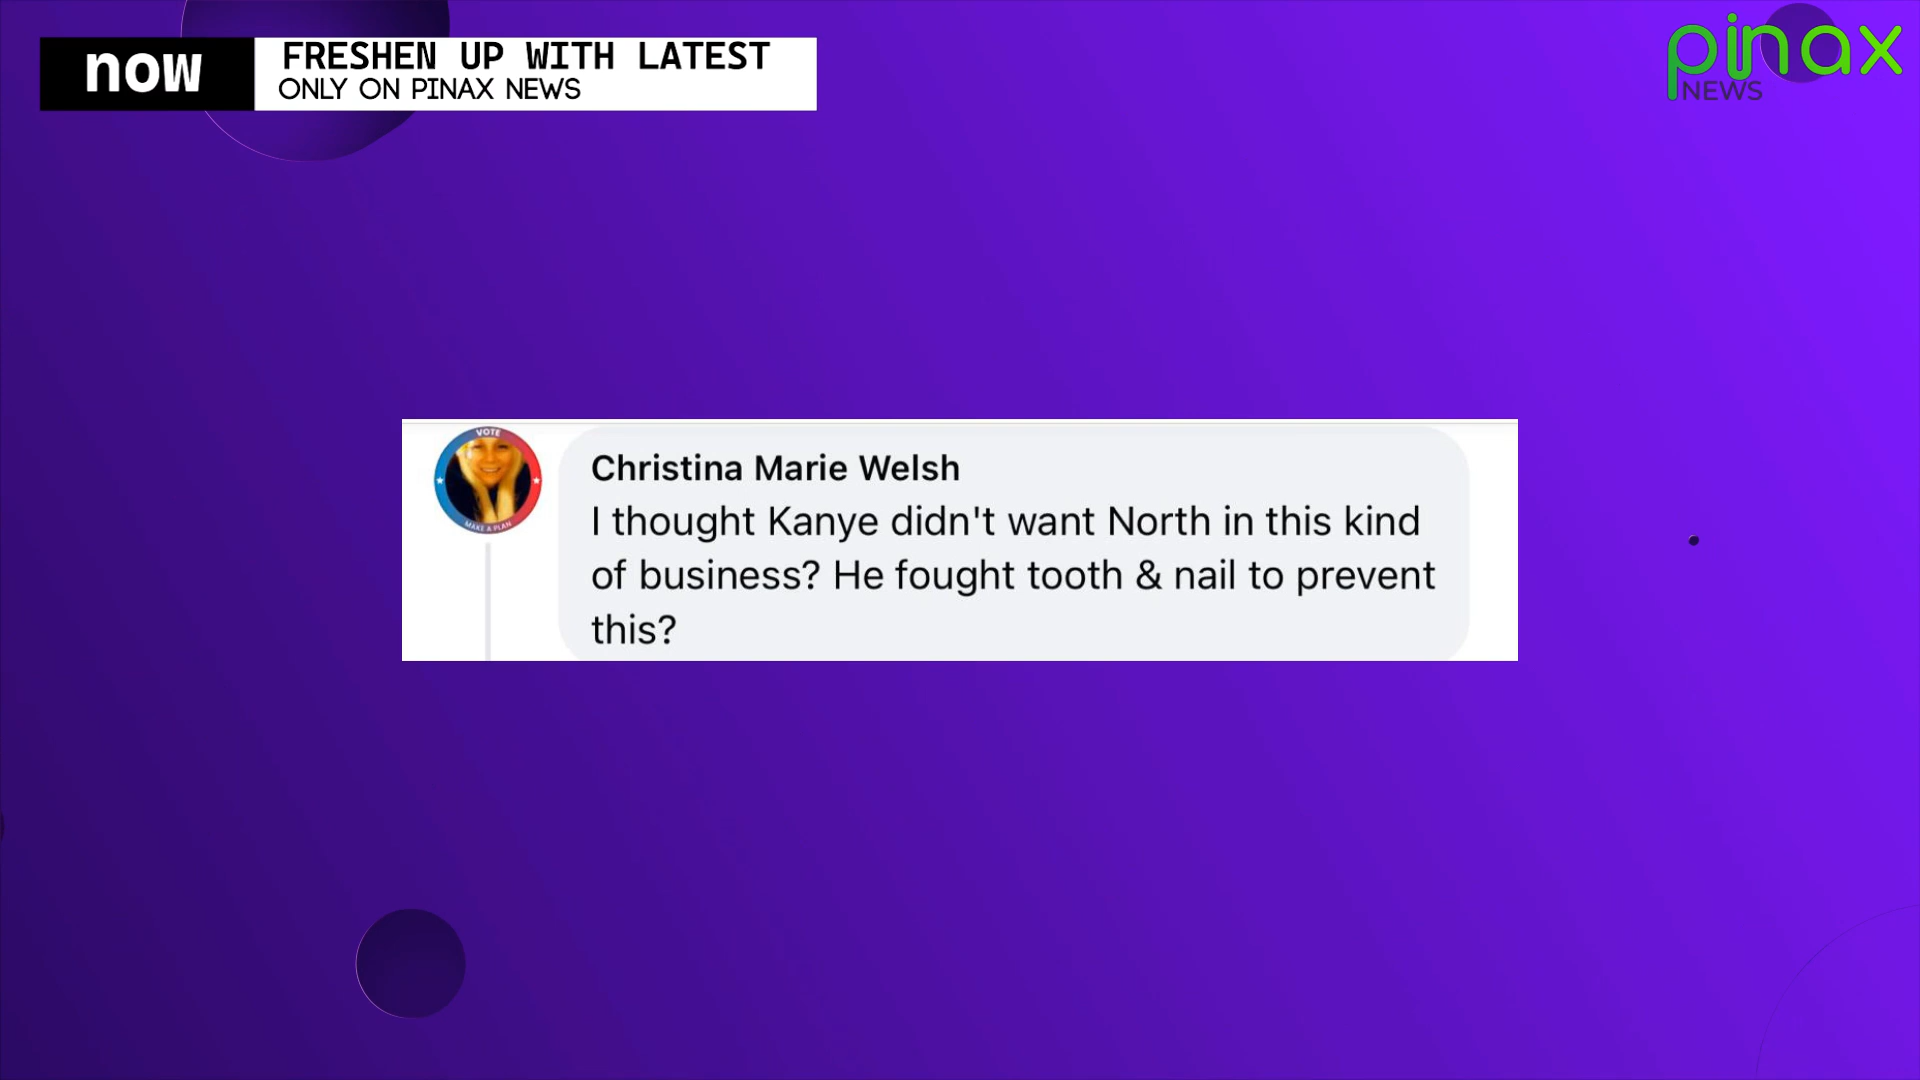 now
FRESHEN UP WITH LATEST
ONLY ON PINAX NEWS
pinax
NEWS
VOTE
MAKE A PLAN
Christina Marie Welsh
I thought Kanye didn't want North in this kind
of business? He fought tooth & nail to prevent
this?